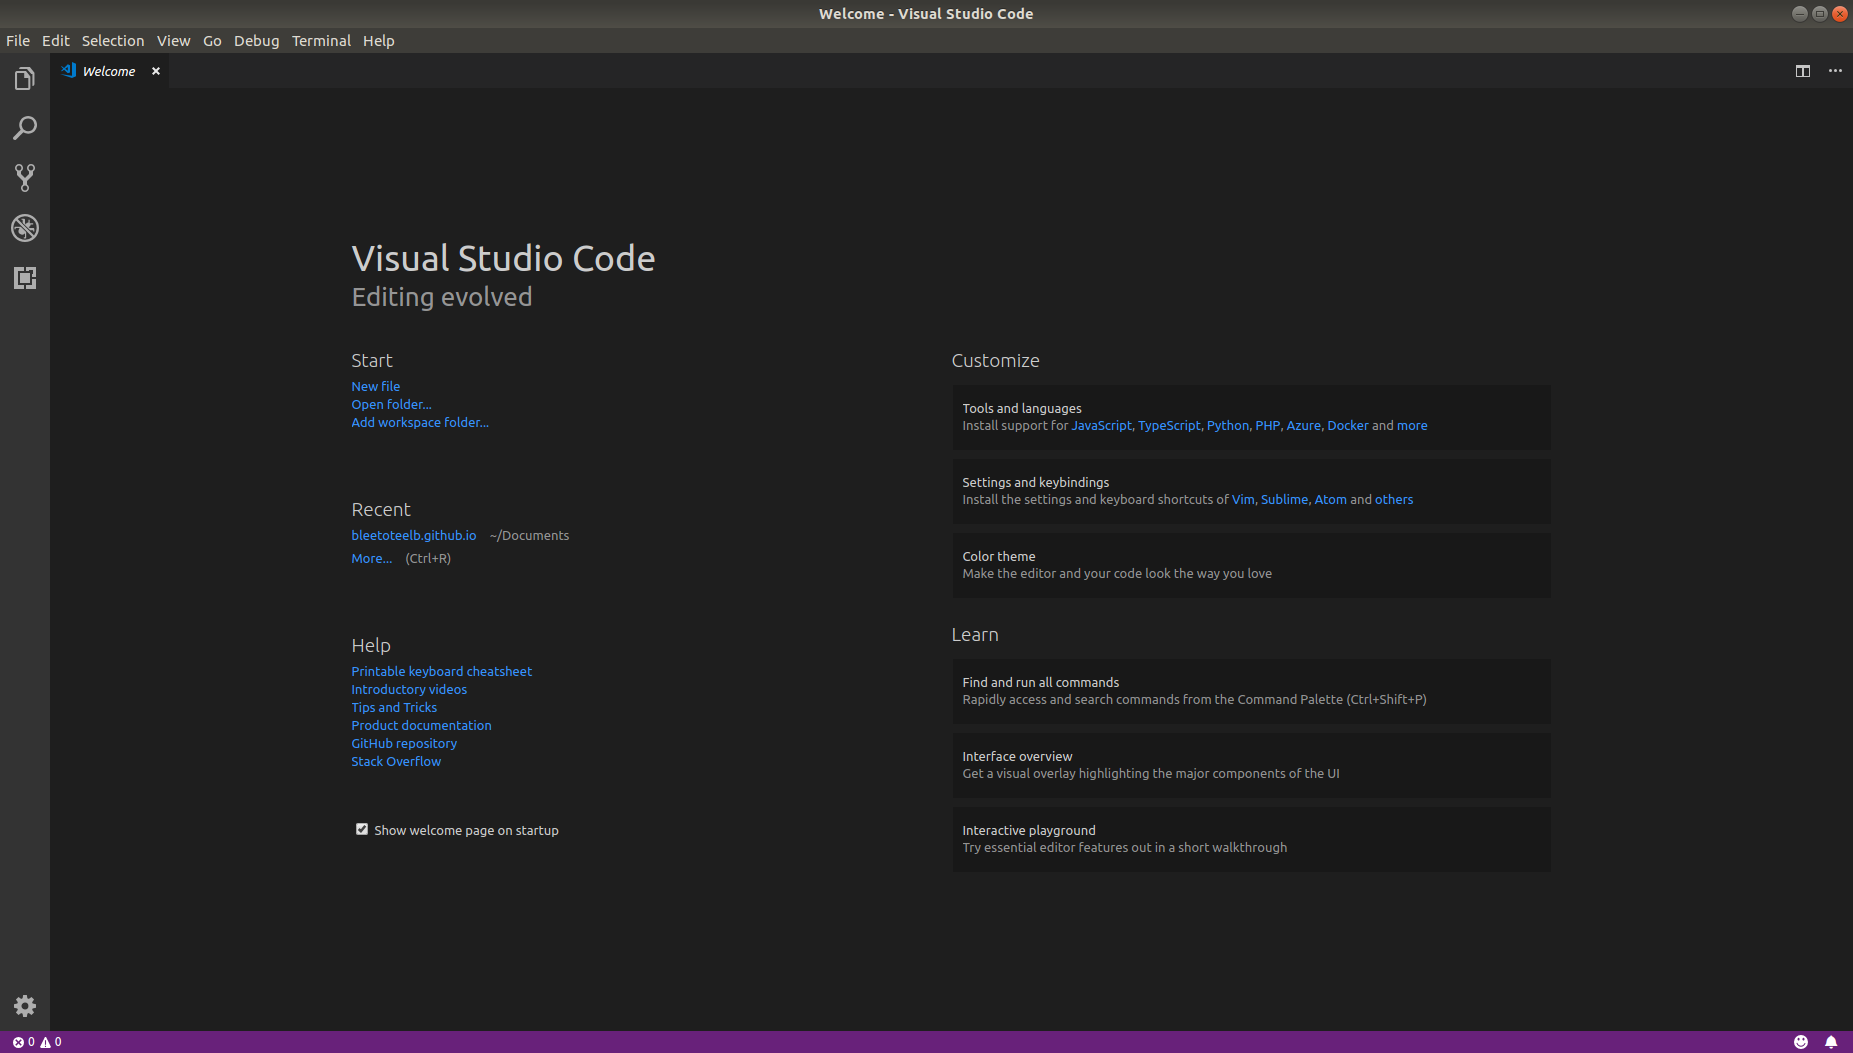 Welcome - Visual Studio Code
File Edit Selection View Go Debug Terminal Help
Welcome
Visual Studio Code
Editing evolved
Start
New file
Open folder...
Add workspace folder...
Recent
bleetoteelb.github.io ~/Documents
More... (Ctrl+R)
Help
Printable keyboard cheatsheet
Introductory videos
Tips and Tricks
Product documentation
GitHub repository
Stack Overflow
Show welcome page on startup
Customize
Tools and languages
Install support for JavaScript, TypeScript, Python, PHP, Azure, Docker and more
Settings and keybindings
Install the settings and keyboard shortcuts of Vim, Sublime, Atom and others
Color theme
Make the editor and your code look the way you love
Learn
Find and run all commands
Rapidly access and search commands from the Command Palette (Ctrl+Shift+P)
Interface overview
Get a visual overlay highlighting the major components of the UI
Interactive playground
Try essential editor features out in a short walkthrough
0 0